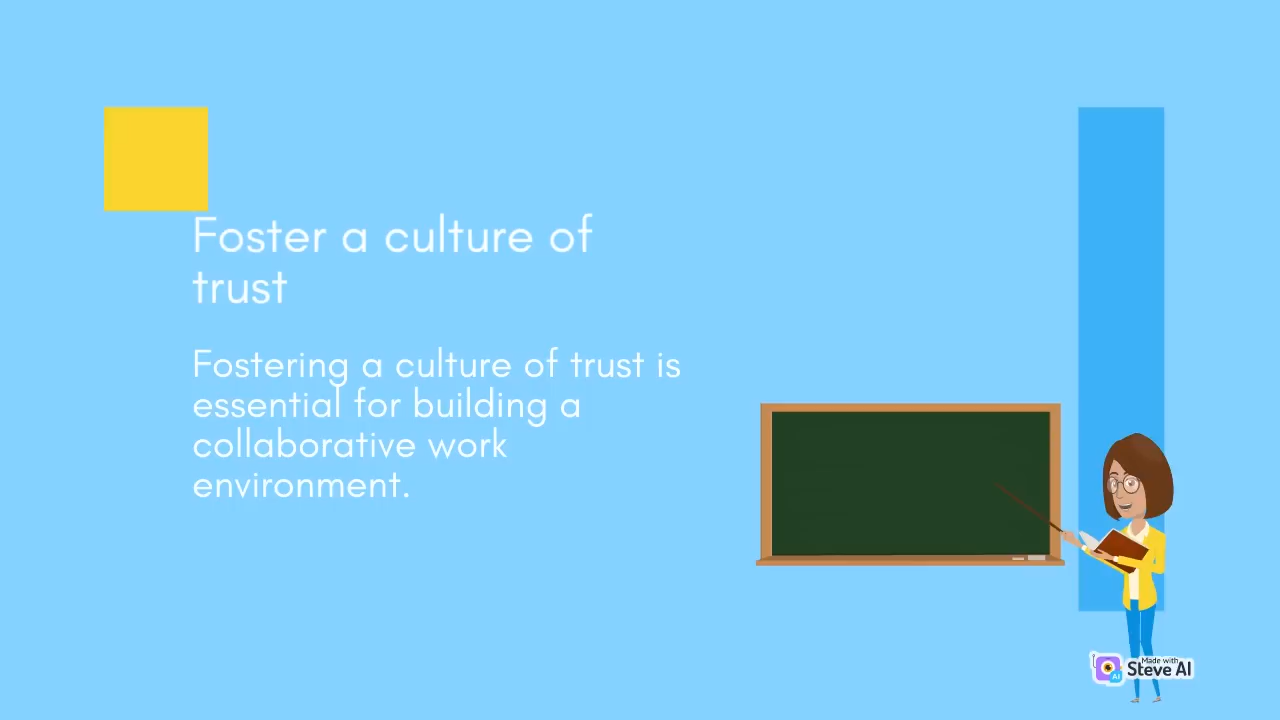 Foster a culture of
trust
Fostering a culture of trust is
essential for building a
collaborative work
environment.
Made with
Steve AI
AI